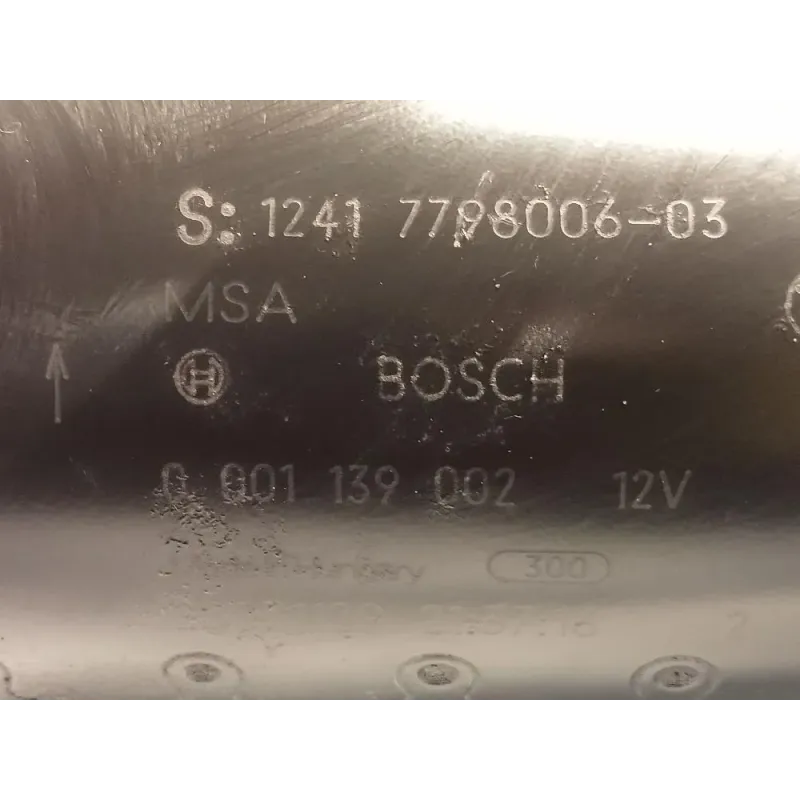 S: 1241 7798006-03
MSA
BOSCH
0 001 139 002 12V
300